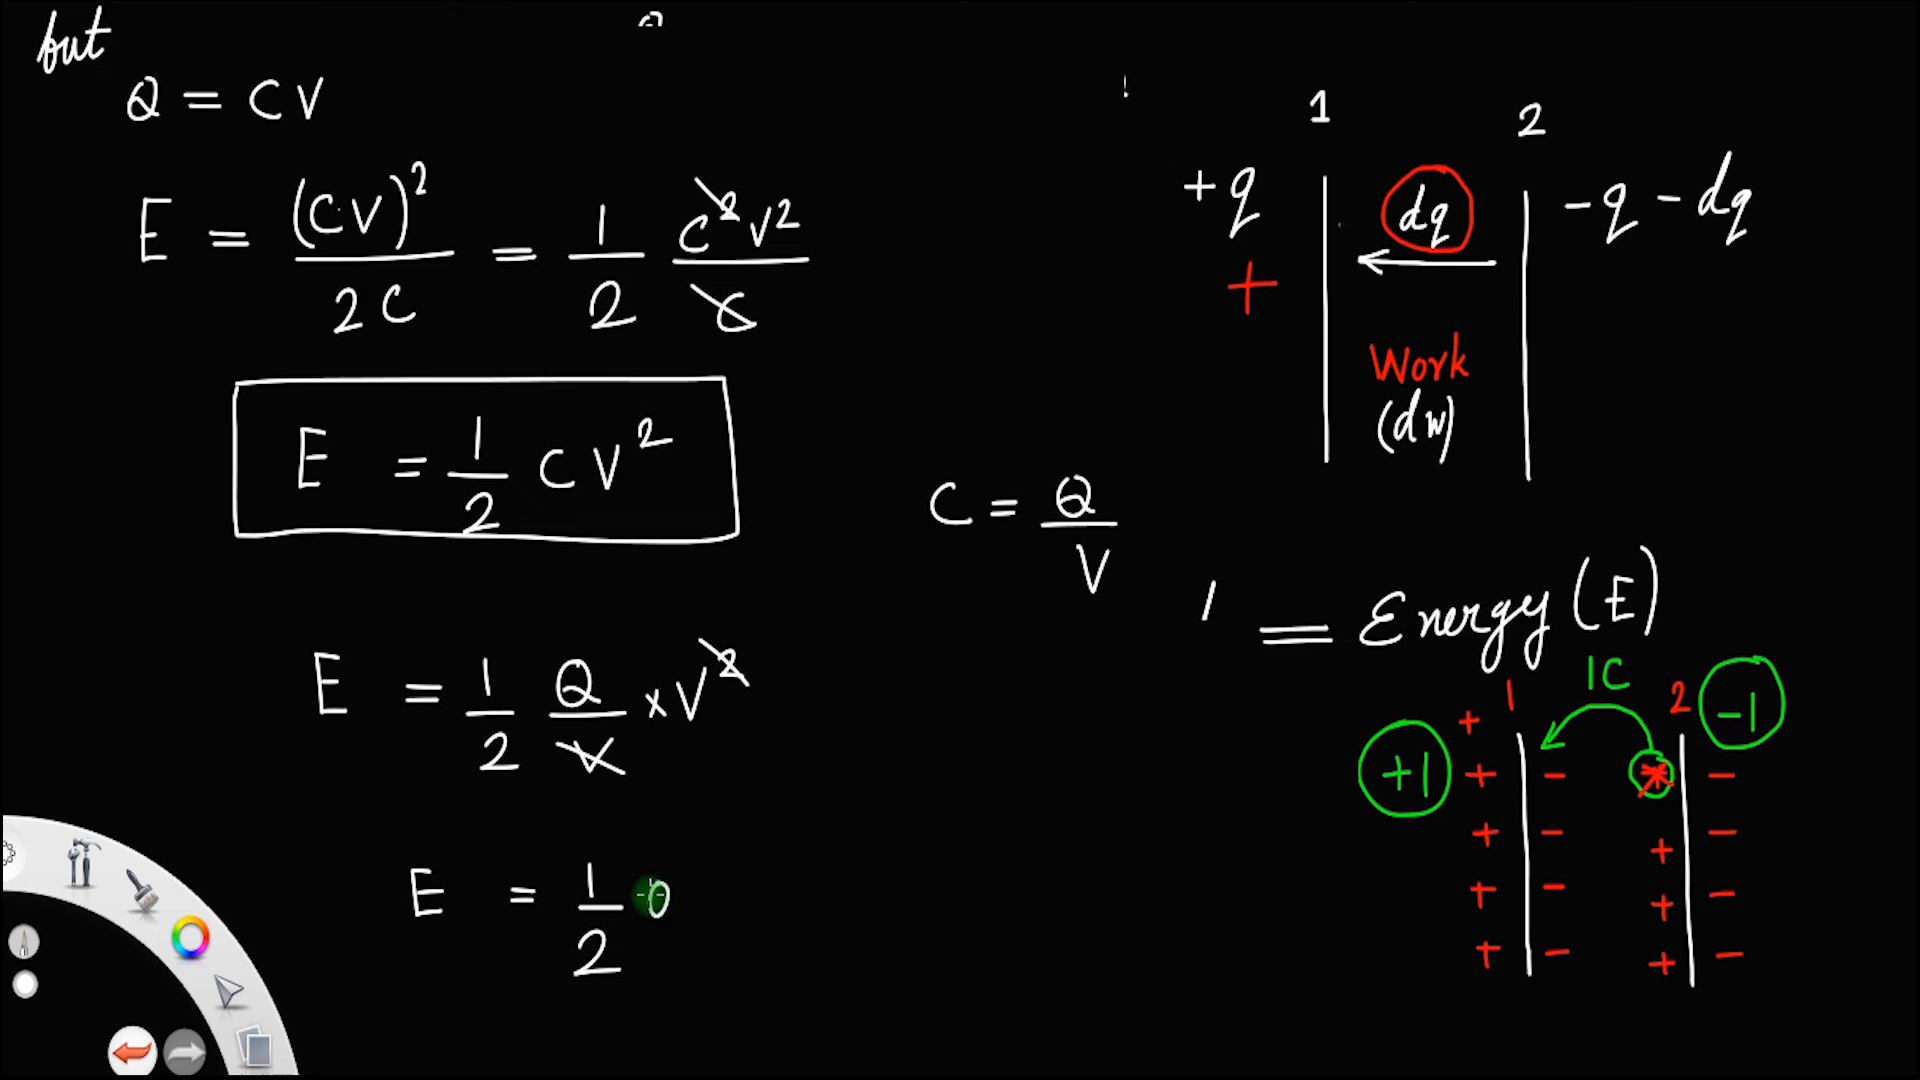 but
Q = CV
E = (CV)² / 2C = 1/2 C²V² / C
E = 1/2 CV²
C = Q/V
E = 1/2 Q/V × V²
E = 1/2
1 2
+q dq -q - dq
+
Work
(dw)
= Energy (E)
1C
1 2 -1
+
+1 + - -
+ - + -
+ - + -
+ - + -